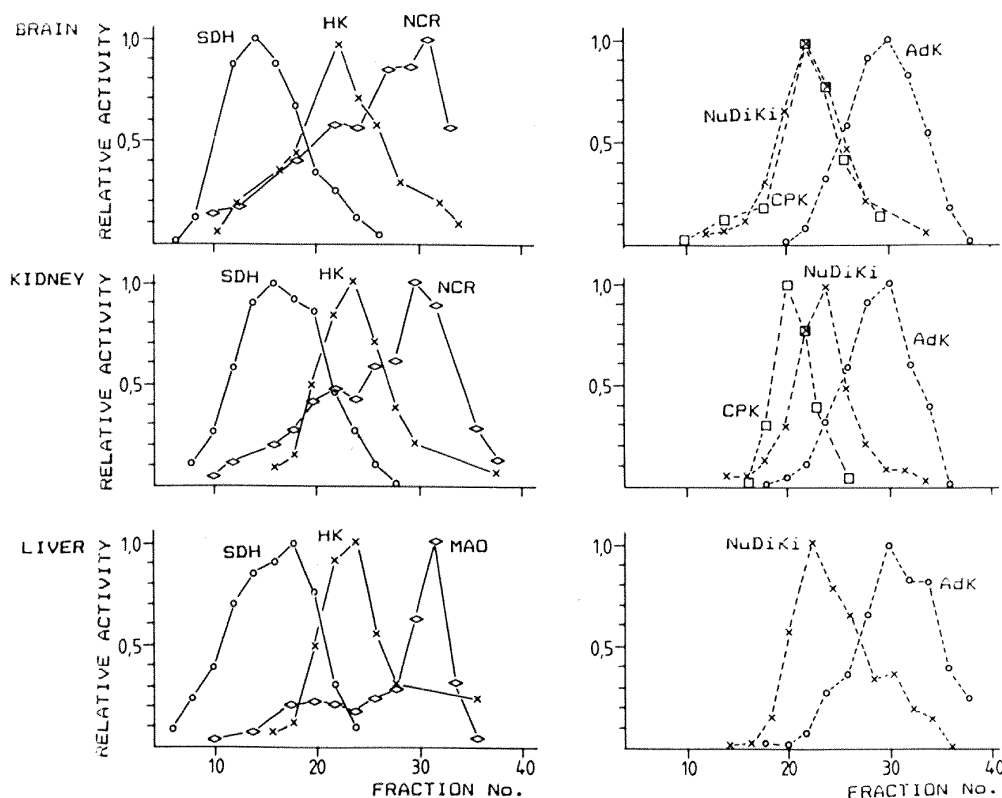 BRAIN
RELATIVE ACTIVITY
1,0
0,5
SDH
HK
NCR
1,0
0,5
NuDiKi
CPK
AdK
KIDNEY
RELATIVE ACTIVITY
1,0
0,5
SDH
HK
NCR
1,0
0,5
CPK
NuDiKi
AdK
LIVER
RELATIVE ACTIVITY
1,0
0,5
SDH
HK
MAO
10 20 30 40
FRACTION No.
1,0
0,5
NuDiKi
AdK
10 20 30 40
FRACTION No.